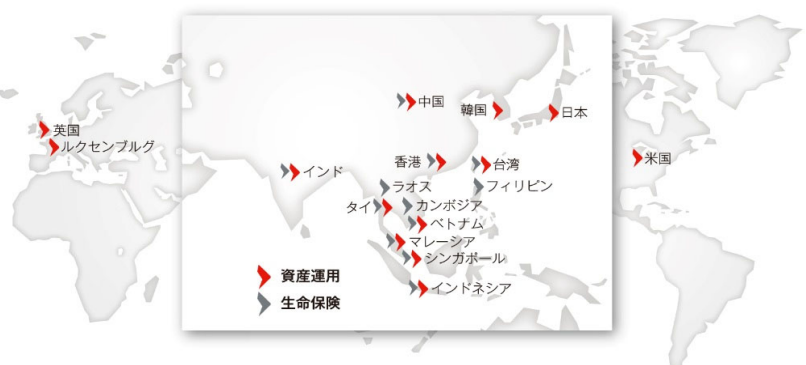 中国
韓国
日本
英国
ルクセンブルグ
米国
香港
台湾
インド
ラオス
フィリピン
タイ
カンボジア
ベトナム
マレーシア
シンガポール
資産運用
インドネシア
生命保険